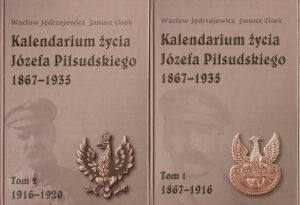 Wacław Jędrzejewicz Janusz Cisek
Kalendarium życia
Józefa Piłsudskiego
1867-1935
Tom 2
1916-1920
Wacław Jędrzejewicz Janusz Cisek
Kalendarium życia
Józefa Piłsudskiego
1867-1935
Tom 1
1867-1916